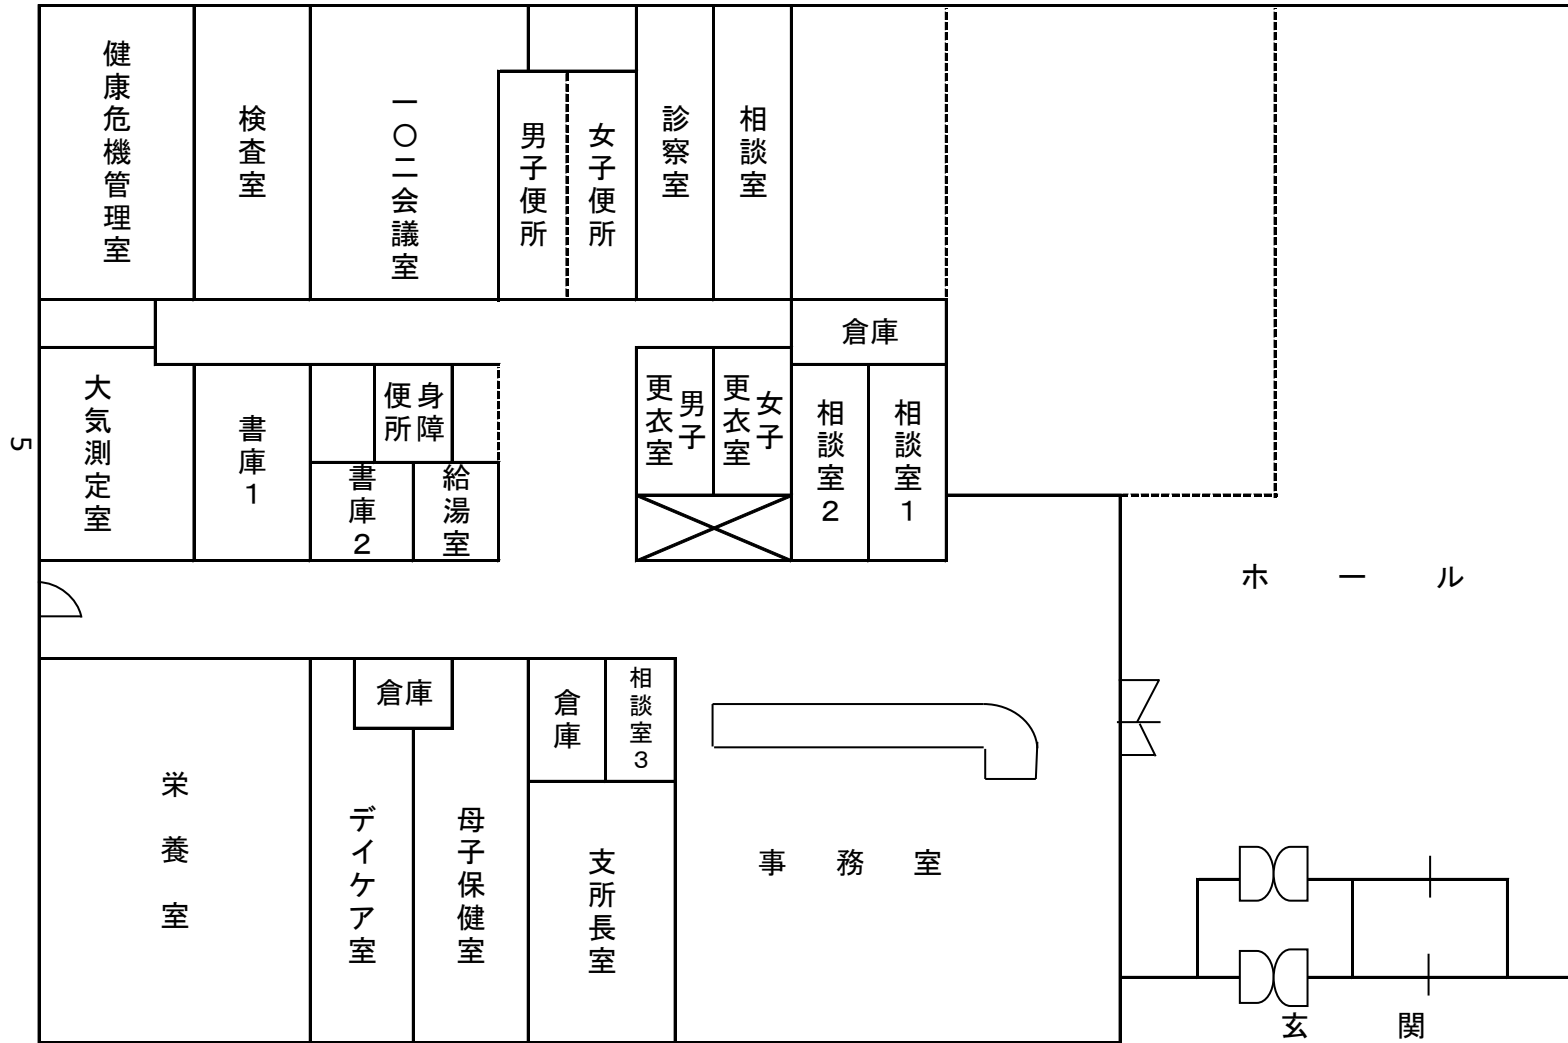 健康危機管理室
検査室
一〇二会議室
男子便所
女子便所
診察室
相談室
倉庫
大気測定室
書庫1
身障
便所
書庫2
給湯室
男子
更衣室
女子
更衣室
相談室2
相談室1
5
ホール
栄養室
デイケア室
倉庫
母子保健室
倉庫
相談室3
支所長室
事務室
玄関